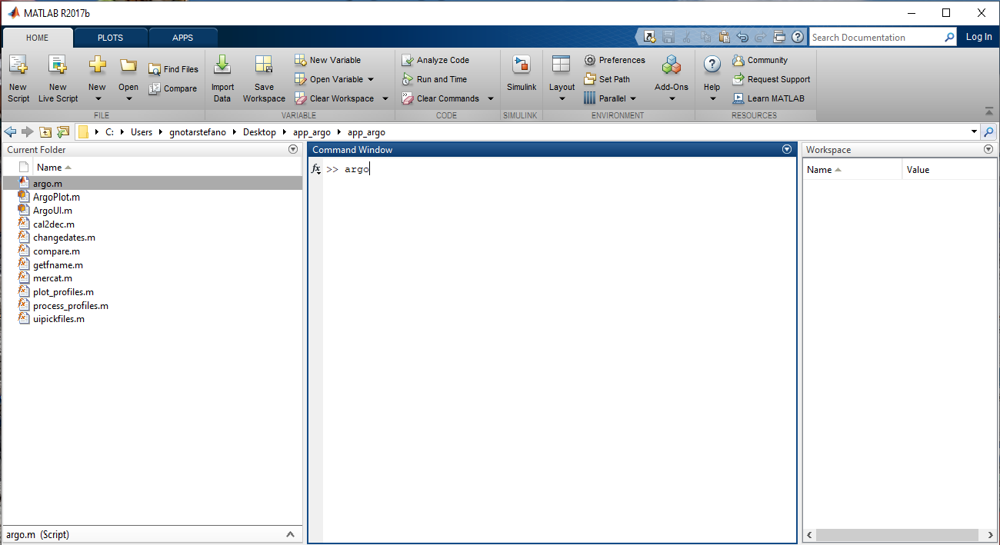 MATLAB R2017b
HOME PLOTS APPS
Search Documentation
Log In
New Script
New Live Script
New
Open
Find Files
Compare
Import Data
Save Workspace
New Variable
Open Variable
Clear Workspace
Analyze Code
Run and Time
Clear Commands
Simulink
Layout
Preferences
Set Path
Parallel
Add-Ons
Help
Community
Request Support
Learn MATLAB
FILE VARIABLE CODE SIMULINK ENVIRONMENT RESOURCES
C: Users gnotarstefano Desktop app_argo app_argo
Current Folder
Name
argo.m
ArgoPlot.m
ArgoUI.m
cal2dec.m
changedates.m
compare.m
getfname.m
mercat.m
plot_profiles.m
process_profiles.m
uipickfiles.m
argo.m (Script)
Command Window
fx >> argo
Workspace
Name Value